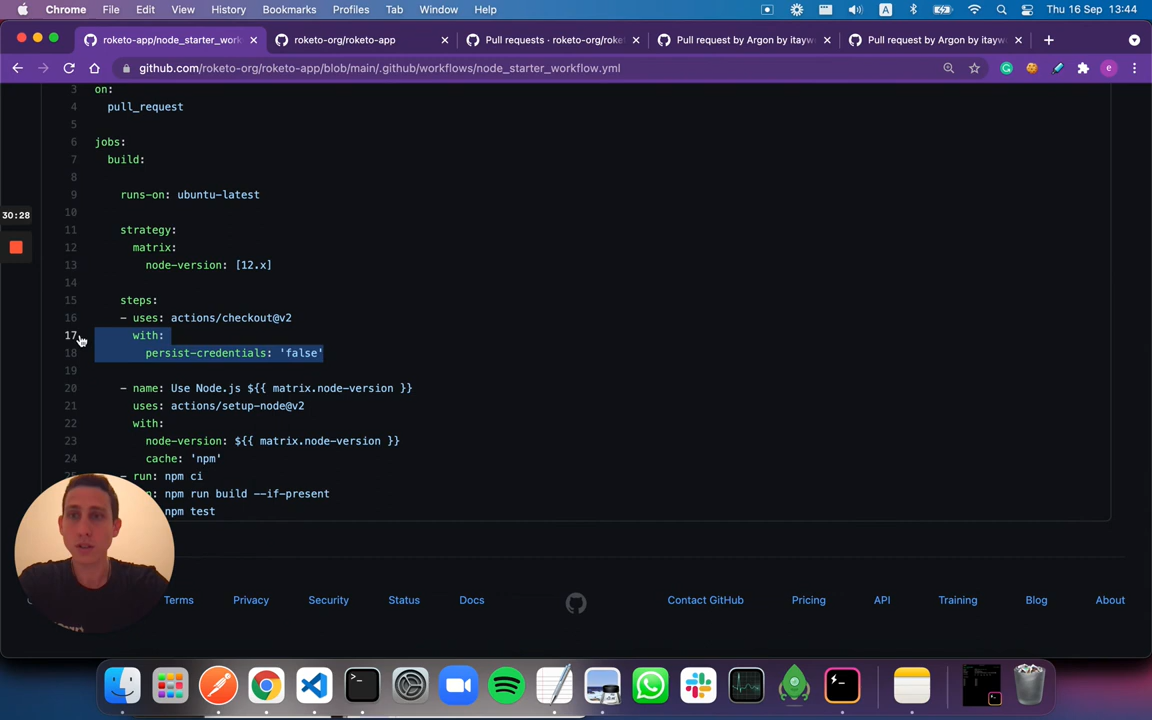 Chrome File Edit View History Bookmarks Profiles Tab Window Help A Thu 16 Sep 13:44
roketo-app/node_starter_work × roketo-org/roketo-app × Pull requests · roketo-org/roke × Pull request by Argon by itayw × Pull request by Argon by itayw × +
github.com/roketo-org/roketo-app/blob/main/.github/workflows/node_starter_workflow.yml e
3 on:
4 pull_request
5
6 jobs:
7 build:
8
9 runs-on: ubuntu-latest
10
11 strategy:
12 matrix:
13 node-version: [12.x]
14
15 steps:
16 - uses: actions/checkout@v2
17 with:
18 persist-credentials: 'false'
19
20 - name: Use Node.js ${{ matrix.node-version }}
21 uses: actions/setup-node@v2
22 with:
23 node-version: ${{ matrix.node-version }}
24 cache: 'npm'
- run: npm ci
: npm run build --if-present
npm test
30:28
Terms Privacy Security Status Docs Contact GitHub Pricing API Training Blog About